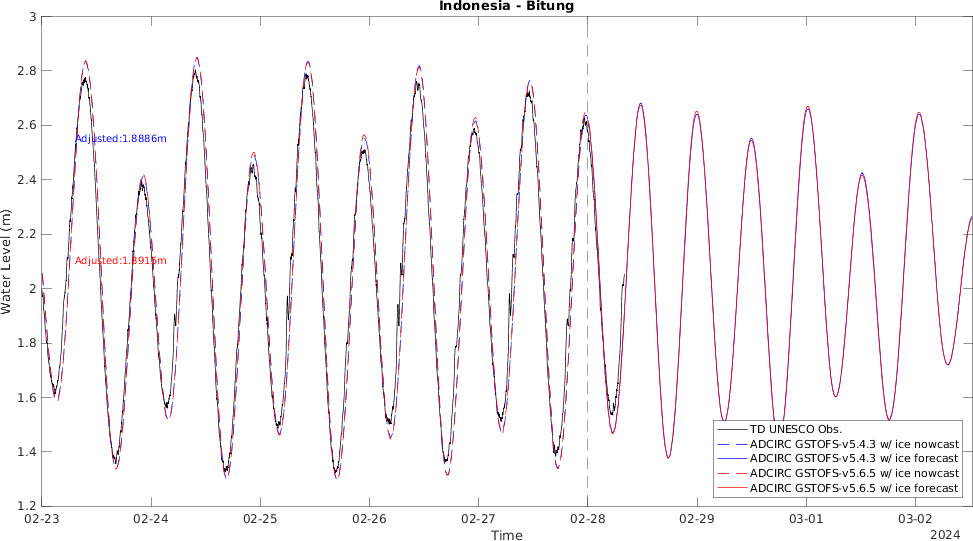 Indonesia - Bitung
3
2.8
2.6
2.4
2.2
2
1.8
1.6
1.4
1.2
Water Level (m)
Adjusted:1.8886m
Adjusted:1.8915m
02-23
02-24
02-25
02-26
02-27
02-28
02-29
03-01
03-02
Time
2024
TD UNESCO Obs.
ADCIRC GSTOFS-v5.4.3 w/ ice nowcast
ADCIRC GSTOFS-v5.4.3 w/ ice forecast
ADCIRC GSTOFS-v5.6.5 w/ ice nowcast
ADCIRC GSTOFS-v5.6.5 w/ ice forecast